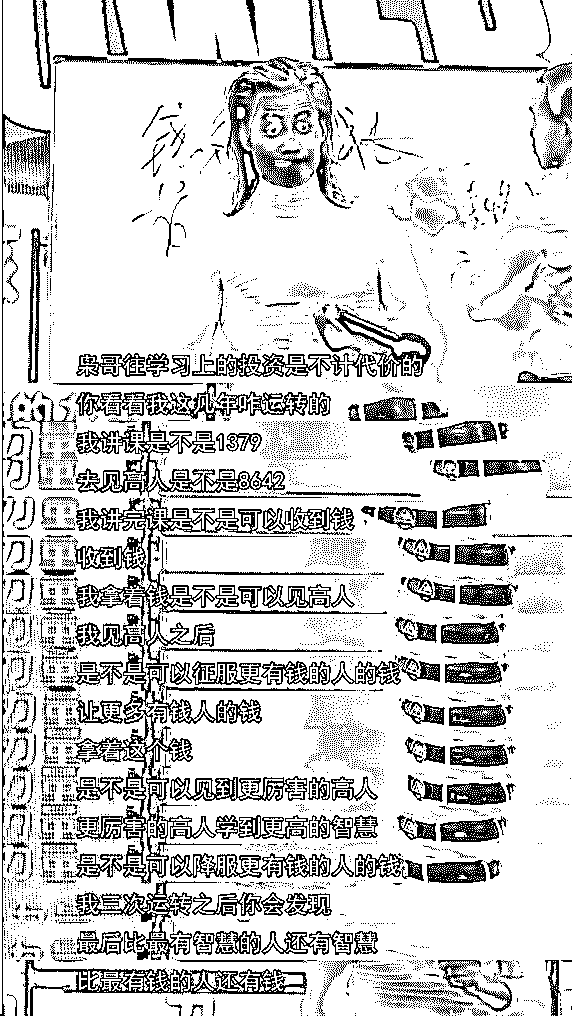 枭哥往学习上的投资是不计代价的
你看看我这几年咋运转的
我讲课是不是1379
去见高人是不是8642
我讲完课是不是可以收到钱
收到钱
我拿着钱是不是可以见高人
我见高人之后
是不是可以征服更有钱的人的钱
让更多有钱人的钱
拿着这个钱
是不是可以见到更厉害的高人
更厉害的高人学到更高的智慧
是不是可以降服更有钱的人的钱
我三次运转之后你会发现
最后比最有智慧的人还有智慧
比最有钱的人还有钱